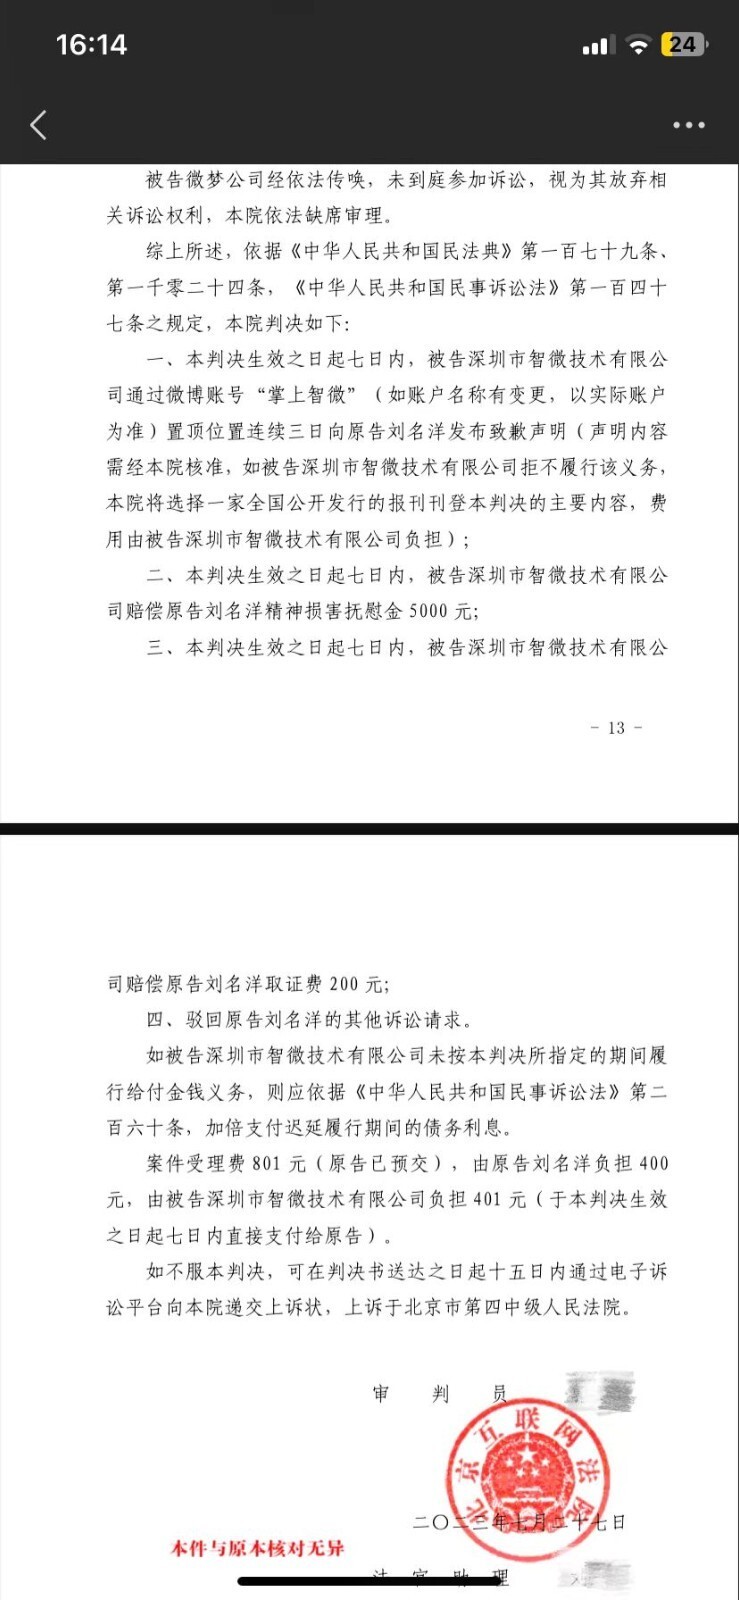 16:14
24
被告微梦公司经依法传唤，未到庭参加诉讼，视为其放弃相
关诉讼权利，本院依法缺席审理。
综上所述，依据《中华人民共和国民法典》第一百七十九条、
第一千零二十四条，《中华人民共和国民事诉讼法》第一百四十
七条之规定，本院判决如下：
一、本判决生效之日起七日内，被告深圳市智微技术有限公
司通过微博账号“掌上智微”（如账户名称有变更，以实际账户
为准）置顶位置连续三日向原告刘名洋发布致歉声明（声明内容
需经本院核准，如被告深圳市智微技术有限公司拒不履行该义务，
本院将选择一家全国公开发行的报刊刊登本判决的主要内容，费
用由被告深圳市智微技术有限公司负担）；
二、本判决生效之日起七日内，被告深圳市智微技术有限公
司赔偿原告刘名洋精神损害抚慰金 5000 元；
三、本判决生效之日起七日内，被告深圳市智微技术有限公
- 13 -
司赔偿原告刘名洋取证费 200 元；
四、驳回原告刘名洋的其他诉讼请求。
如被告深圳市智微技术有限公司未按本判决所指定的期间履
行给付金钱义务，则应依据《中华人民共和国民事诉讼法》第二
百六十条，加倍支付迟延履行期间的债务利息。
案件受理费 801 元（原告已预交），由原告刘名洋负担 400
元，由被告深圳市智微技术有限公司负担 401 元（于本判决生效
之日起七日内直接支付给原告）。
如不服本判决，可在判决书送达之日起十五日内通过电子诉
讼平台向本院递交上诉状，上诉于北京市第四中级人民法院。
审 判 员
北京互联网法院
二〇二三年七月二十七日
本件与原本核对无异
法 官 助 理